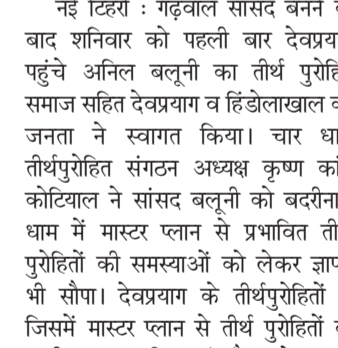 नई टिहरी : गढ़वाल सांसद बनने
बाद शनिवार को पहली बार देवप्रय
पहुंचे अनिल बलूनी का तीर्थ पुरोहि
समाज सहित देवप्रयाग व हिंडोलाखाल
जनता ने स्वागत किया। चार धा
तीर्थपुरोहित संगठन अध्यक्ष कृष्ण कां
कोटियाल ने सांसद बलूनी को बदरीना
धाम में मास्टर प्लान से प्रभावित ती
पुरोहितों की समस्याओं को लेकर ज्ञाप
भी सौपा। देवप्रयाग के तीर्थपुरोहितों
जिसमें मास्टर प्लान से तीर्थ पुरोहितों